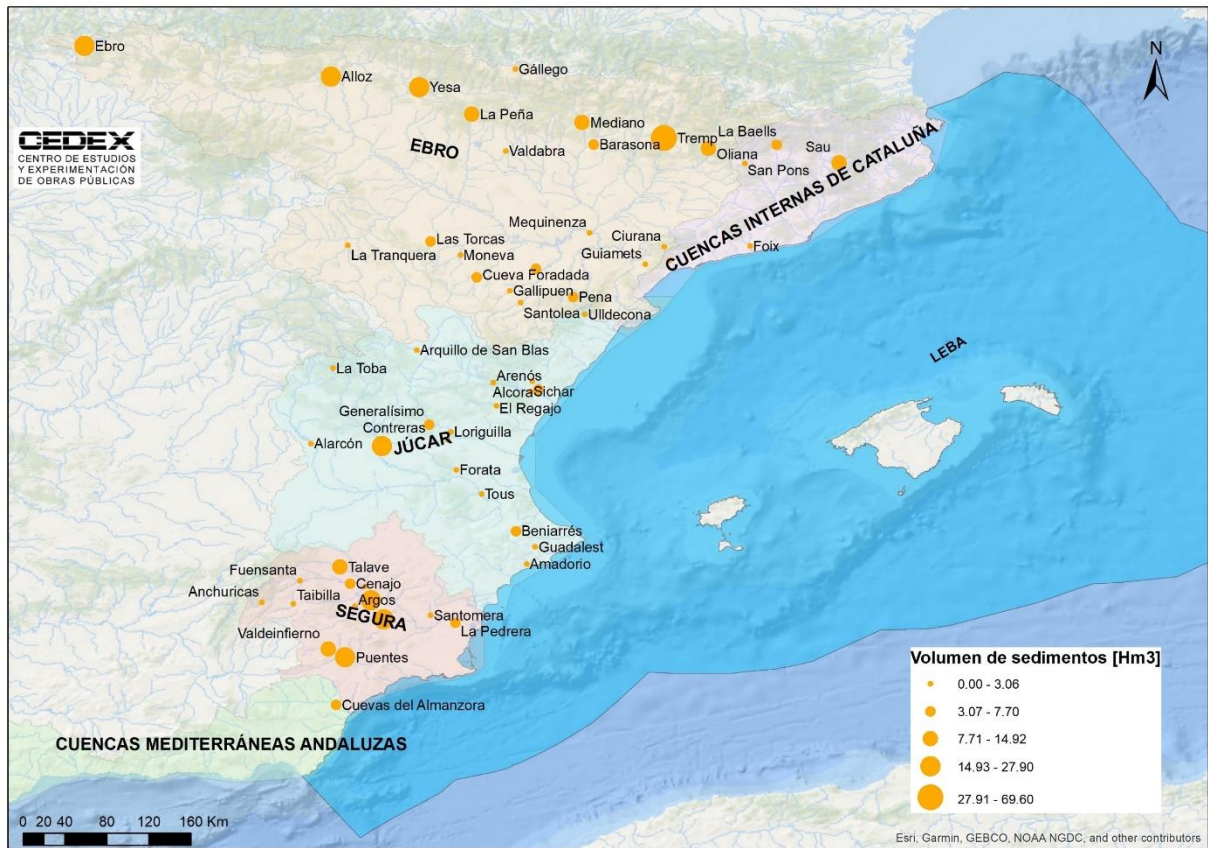 Ebro
Alloz
Yesa
Gállego
La Peña
Mediano
Barasona
Tremp
La Baells
Oliana
San Pons
Sau
Valdabra
EBRO
N
CEDEX
CENTRO DE ESTUDIOS
Y EXPERIMENTACIÓN
DE OBRAS PÚBLICAS
CUENCAS INTERNAS DE CATALUÑA
Mequinenza
Ciurana
Guiamets
Foix
La Tranquera
Las Torcas
Moneva
Cueva Foradada
Gallipuen
Santolea
Pena
Ulldecona
Arquillo de San Blas
La Toba
Arenós
Alcora
Sichar
El Regajo
Generalísimo
Contreras
Loriguilla
Alarcón
JÚCAR
Forata
Tous
LEBA
Beniarrés
Guadalest
Amadorio
Talave
Fuensanta
Cenajo
Anchuricas
Taibilla
Argos
SEGURA
Santomera
La Pedrera
Valdeinfierno
Puentes
Cuevas del Almanzora
CUENCAS MEDITERRÁNEAS ANDALUZAS
Volumen de sedimentos [Hm3]
0.00 - 3.06
3.07 - 7.70
7.71 - 14.92
14.93 - 27.90
27.91 - 69.60
0 20 40 80 120 160 Km
Esri, Garmin, GEBCO, NOAA NGDC, and other contributors